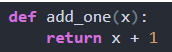 def add_one(x):
    return x + 1